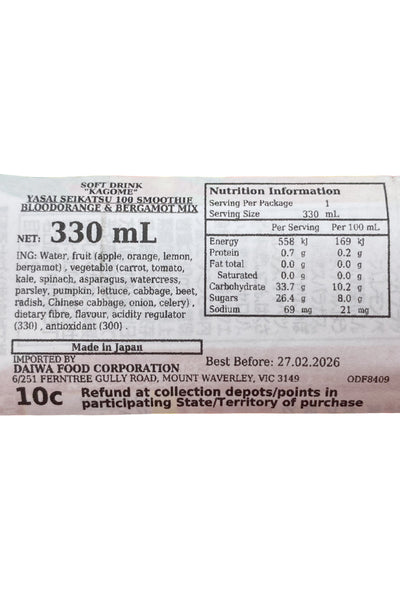 SOFT DRINK
"KAGOME"
YASAI SEIKATSU 100 SMOOTHIE
BLOODORANGE & BERGAMOT MIX
NET: 330 mL
ING: Water, fruit (apple, orange, lemon,
bergamot) , vegetable (carrot, tomato,
kale, spinach, asparagus, watercress,
parsley, pumpkin, lettuce, cabbage, beet,
radish, Chinese cabbage, onion, celery) ,
dietary fibre, flavour, acidity regulator
(330) , antioxidant (300) .
Made in Japan
Nutrition Information
Serving Per Package 1
Serving Size 330 mL
Per Serving Per 100 mL
Energy 558 kJ 169 kJ
Protein 0.7 g 0.2 g
Fat total 0.0 g 0.0 g
Saturated 0.0 g 0.0 g
Carbohydrate 33.7 g 10.2 g
Sugars 26.4 g 8.0 g
Sodium 69 mg 21 mg
IMPORTED BY
DAIWA FOOD CORPORATION
Best Before: 27.02.2026
6/251 FERNTREE GULLY ROAD, MOUNT WAVERLEY, VIC 3149 ODF8409
10c Refund at collection depots/points in
participating State/Territory of purchase